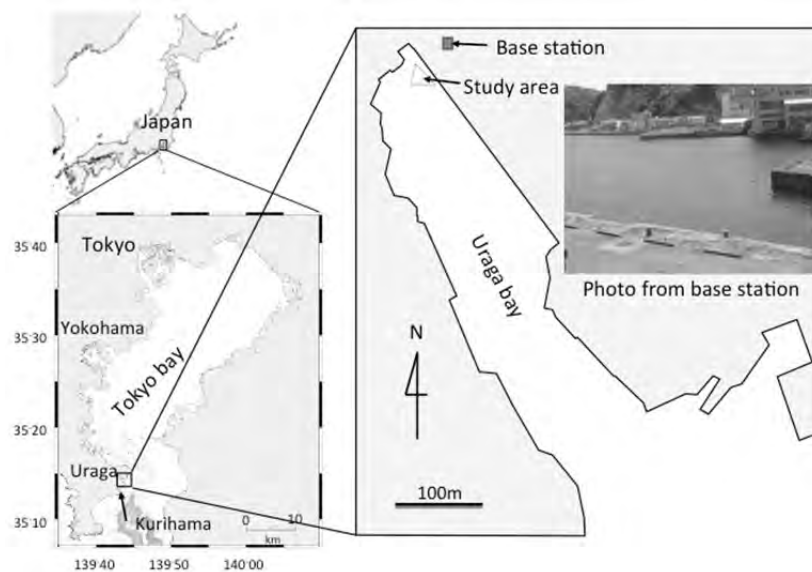 Base station
Study area
Japan
Photo from base station
Uraga bay
N
100m
35·40
35·30
35·20
35·10
Tokyo
Yokohama
Tokyo bay
Uraga
Kurihama
0 10
km
139·40 139·50 140·00